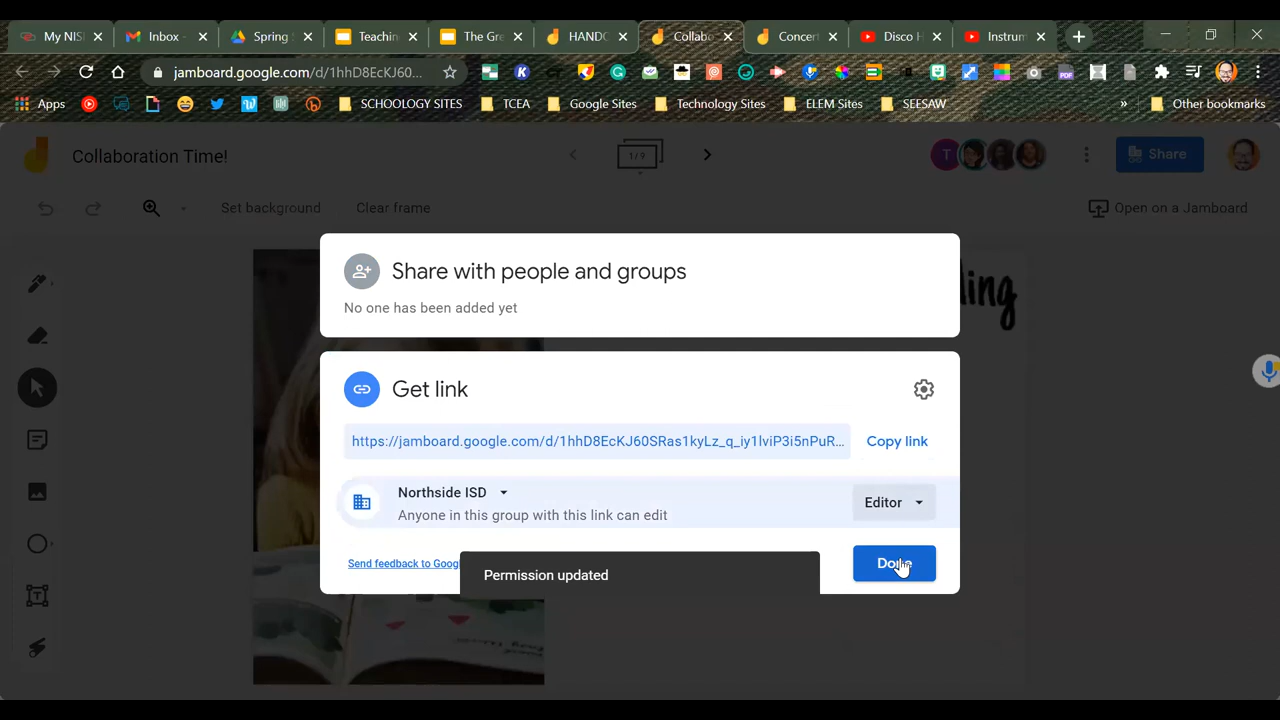 My NIS
Inbox -
Spring
Teachin
The Gre
HANDO
Collabo
Concert
Disco H
Instrum
jamboard.google.com/d/1hhD8EcKJ60...
Apps
SCHOOLOGY SITES
TCEA
Google Sites
Technology Sites
ELEM Sites
SEESAW
»
Other bookmarks
Collaboration Time!
1/9
T
Share
Set background
Clear frame
Open on a Jamboard
ding
Share with people and groups
No one has been added yet
Get link
https://jamboard.google.com/d/1hhD8EcKJ60SRas1kyLz_q_iy1lviP3i5nPuR...
Copy link
Northside ISD
Anyone in this group with this link can edit
Editor
Send feedback to Goog
Permission updated
Done